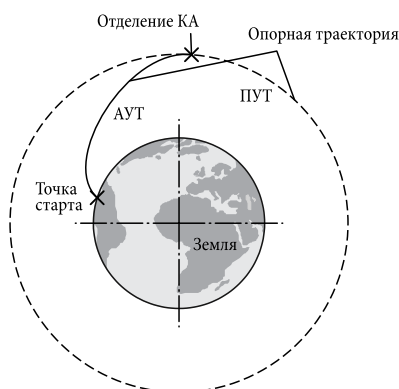 Отделение КА
Опорная траектория
ПУТ
АУТ
Точка
старта
Земля